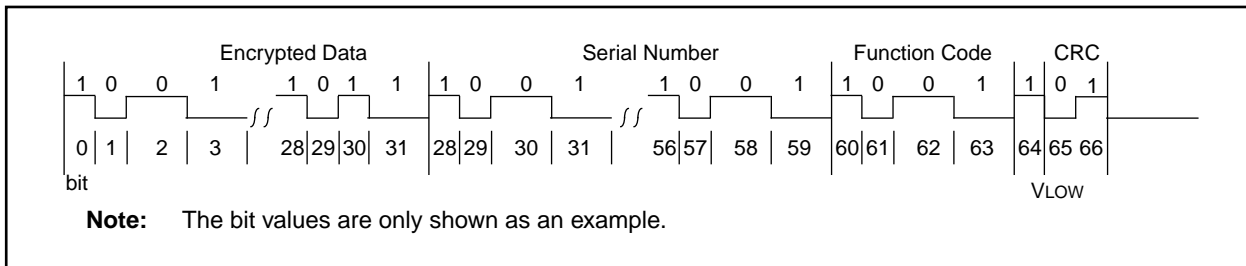 Encrypted Data Serial Number Function Code CRC
1 0 0 1 1 0 1 1 1 0 0 1 1 0 0 1 1 0 0 1 1 0 1
0 1 2 3 28 29 30 31 28 29 30 31 56 57 58 59 60 61 62 63 64 65 66
bit VLOW
Note: The bit values are only shown as an example.